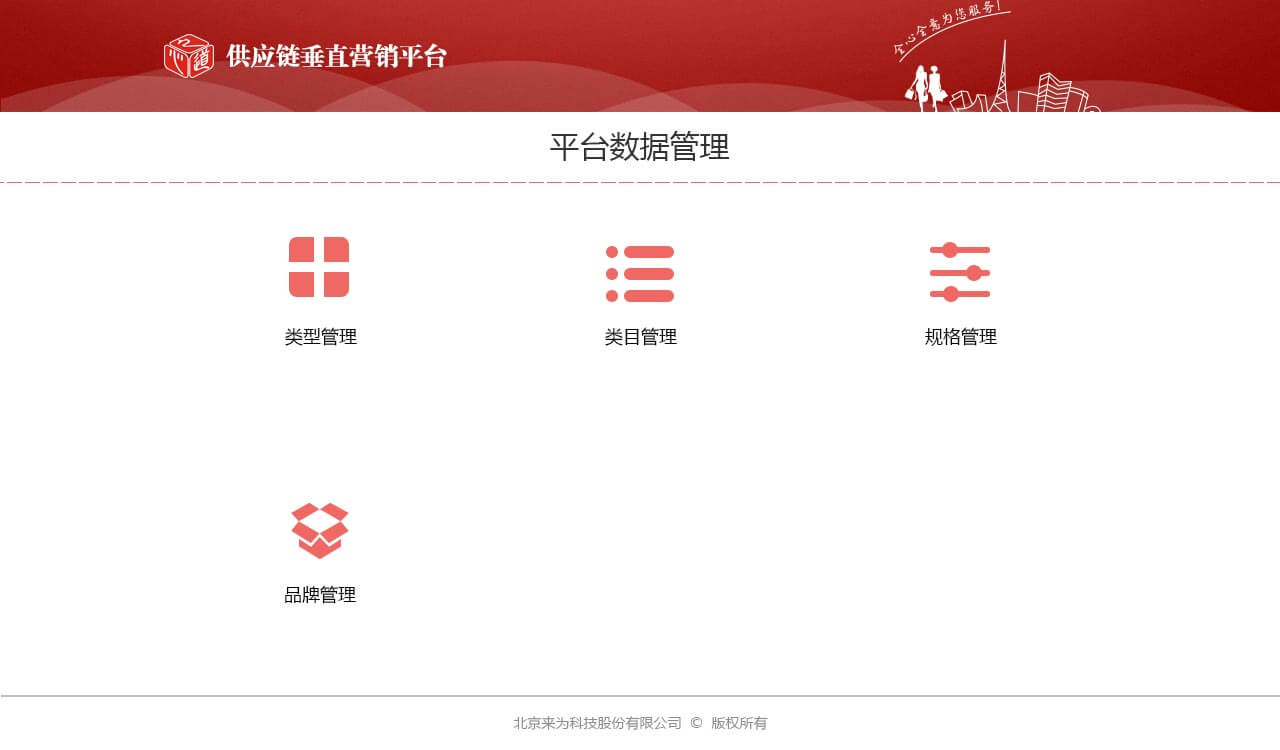 全心全意为您服务!
供应链垂直营销平台
平台数据管理
类型管理 类目管理 规格管理
品牌管理
北京来为科技股份有限公司 © 版权所有